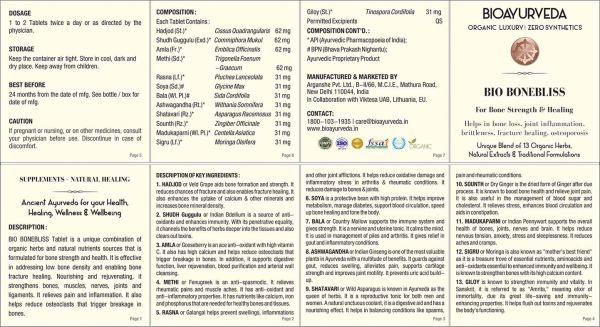 DOSAGE
1 to 2 Tablets twice a day or as directed by the
physician.
STORAGE
Keep the container air tight. Store in cool, dark and
dry place. Keep away from children.
BEST BEFORE
24 months from the date of mfg. See bottle / box for
date of mfg.
CAUTION
If pregnant or nursing, or on other medicines, consult
your physician before use. Discontinue in case of
discomfort.
Page 5
COMPOSITION:
Each Tablet Contains:
Hadjod (St.)* Cissus Quadrangularis 62 mg
Shudh Guggulu (Exd.)* Commiphora Mukul 62 mg
Amla (Fr.)* Emblica Officinalis 62 mg
Methi (Sd.)* Trigonella Foenum
–Graecum 62 mg
Rasna (Lf.)* Pluchea Lanceolata 31 mg
Soya (Sd.)# Glycine Max 31 mg
Bala (Wl. Pl.)# Sida Cordifolia 31 mg
Ashwagandha (Rt.)* Withania Somnifera 31 mg
Shatavari (Rz.)* Asparagus Racemosus 31 mg
Sounth (Rz.)* Zingiber Officinale 31 mg
Madukaparni (Wl. Pl.)* Centella Asiatica 31 mg
Sigru (Lf.)* Moringa Oleifera 31 mg
Page 6
Giloy (St.)* Tinospora Cordifolia 31 mg
Permitted Excipients QS
COMPOSITION CONT'D.:
* API (Ayurvedic Pharmacopoeia of India);
# BPN (Bhava Prakash Nighantu);
Ayurvedic Proprietary Product
MANUFACTURED & MARKETED BY
Arganshe Pvt. Ltd., B–II/66, M.C.I.E., Mathura Road,
New Delhi 110044, India
In Collaboration with Viktesa UAB, Lithuania, EU.
CONTACT:
1800–103–1935 | care@bioayurveda.in
www.bioayurveda.in
fssai
ORGANIC
Page 7
BIOAYURVEDA
ORGANIC LUXURY: ZERO SYNTHETICS
BIO BONEBLISS
For Bone Strength & Healing
Helps in bone loss, joint inflammation,
brittleness, fracture healing, osteoporosis
Unique Blend of 13 Organic Herbs,
Natural Extracts & Traditional Formulations
SUPPLEMENTS - NATURAL HEALING
Ancient Ayurveda for your Health,
Healing, Wellness & Wellbeing
DESCRIPTION:
BIO BONEBLISS TABLET is a unique combination of
organic herbs and natural nutrients sources that is
formulated for bone strength and health. It is effective
in addressing low bone density and enabling bone
fracture healing. Nourishing and rejuvenating, it
strengthens bones, muscles, nerves, joints and
ligaments. It relieves pain and inflammation. It also
helps reduce osteoclasts that trigger breakage in
bones.
Page 1
DESCRIPTION OF KEY INGREDIENTS:
1. HADJOD or Veld Grape aids bone formation and strength. It
reduces chances of fracture and also enables fracture healing. It
also enhances the uptake of calcium & other minerals and
increases bone mineral density.
2. SHUDH Guggulu or Indian Bdellium is a source of anti–
oxidants and enhances immunity. With its penetrative quality,
it channels the benefits of herbs deeper into the tissues and also
clears out toxins.
3. AMLA or Gooseberry is an excellent anti–oxidant with high vitamin
C. It also has high calcium and helps reduce osteoclasts that
trigger breakage in bones. In addition, it supports digestive
function, liver rejuvenation, blood purification and arterial wall
cleansing.
4. METHI or Fenugreek is an anti–spasmodic. It relieves
rheumatic pains and muscle aches. It has anti–oxidant and
anti–inflammatory properties. It has nutrients like calcium, iron
and phosphorus that are needed for healthy bones and tissues.
5. RASNA or Galangal helps prevent swellings, inflammations
Page 2
and other joint afflictions. It helps reduce oxidative damage and
inflammatory stress in arthritis & rheumatic conditions. It
reduces damage to bones & joints.
6. SOYA is a protective bean with high protein. It helps improve
metabolism, manage diabetes, support blood circulation, speed
up bone healing and tone the body.
7. BALA or Country Mallow supports the immune system and
gives strength. It is a nervine and uterine tonic. It calms the mind.
It is used in management of piles and arthritis. It gives relief in
gout and inflammatory conditions.
8. ASHWAGANDHA or Indian Ginseng is one of the most valuable
plants in Ayurveda with a multitude of benefits. It guards against
gout, reduces swelling, alleviates pain, supports cartilage
strength and improves joint mobility. It prevents uric acid build–
up.
9. SHATAVARI or Wild Asparagus is known in Ayurveda as the
queen of herbs. It is a reproductive tonic for both men and
women. A natural unctuous coolant, it is a digestive aid and has a
nourishing effect. It helps in balancing conditions like spasms,
Page 3
pain and rheumatic conditions.
10. SOUNTH or Dry Ginger is the dried form of Ginger after due
process. It is known to boost bone health and relieve joint pain.
It is also useful in the management of blood sugar and
cholesterol. It relieves stress, enhances blood circulation and
aids in constipation.
11. MADUKAPARNI or Indian Pennywort supports the overall
health of bones, joints, nerves and brain. It helps reduce
nervous tension, anxiety, stress and sleeplessness. It relieves
aches and cramps.
12. SIGRU or Moringa is also known as "mother's best friend"
as it is a treasure trove of essential nutrients, aminoacids and
anti–oxidants essential to enhance immunity and wellbeing. It
is known to strengthen bones with its high calcium content.
13. GILOY is known to strengthen immunity and vitality. In
Sanskrit, it is referred to as "Amrita," meaning elixir of
immortality, due its great life–saving and immunity–
enhancing properties. It helps flush out toxins and rejuvenates
the body's functioning.
Page 4